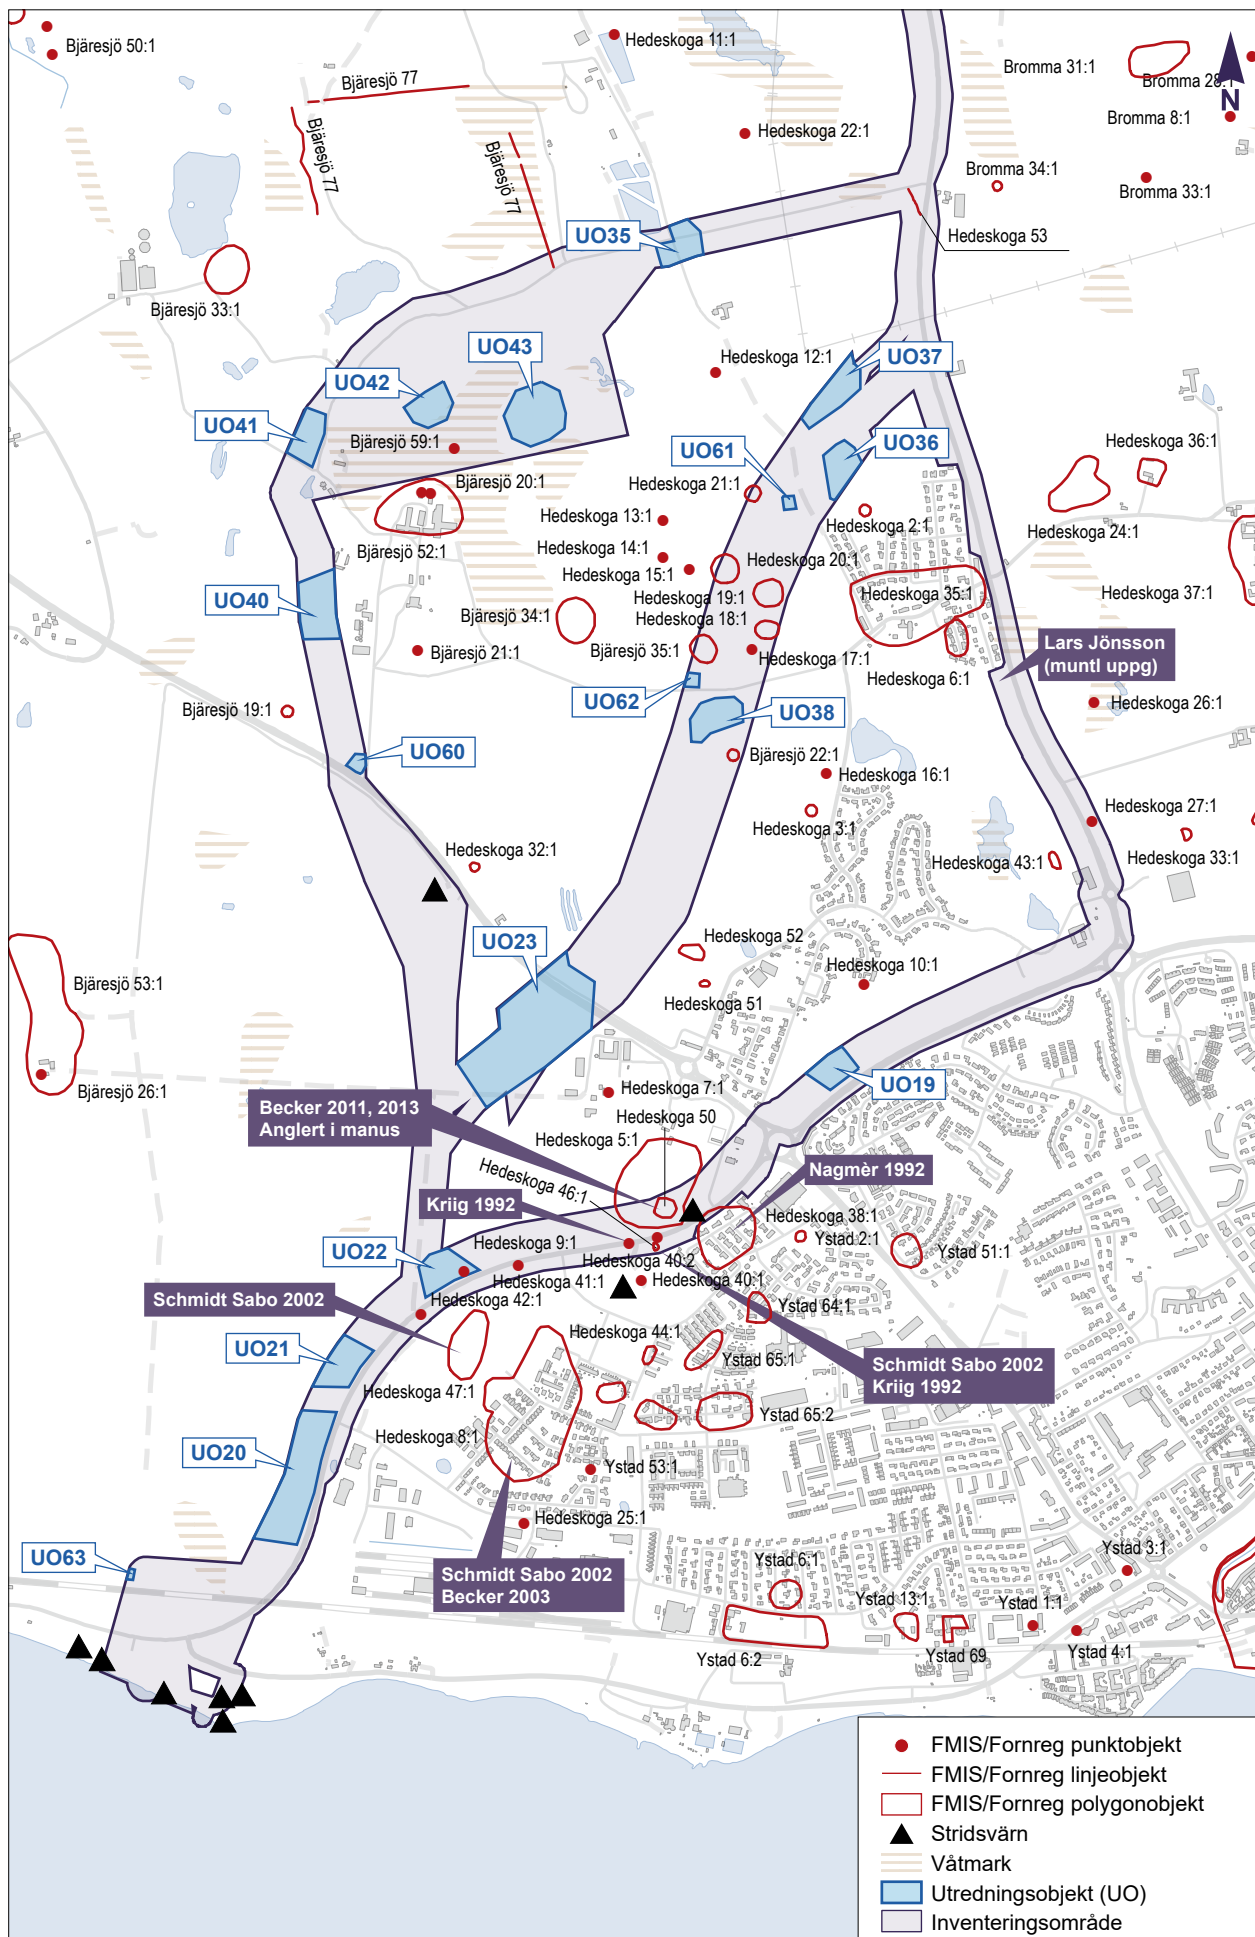 Bjäresjö 50:1
Hedeskoga 11:1
Bromma 31:1
Bromma 28:1
N
Bjäresjö 77
Bjäresjö 77
Bjäresjö 77
Hedeskoga 22:1
Bromma 8:1
Bromma 34:1
Bromma 33:1
UO35
Hedeskoga 53
Bjäresjö 33:1
UO43
UO42
Hedeskoga 12:1
UO37
UO41
Bjäresjö 59:1
UO61
UO36
Hedeskoga 36:1
Bjäresjö 20:1
Hedeskoga 21:1
Hedeskoga 13:1
Hedeskoga 2:1
Hedeskoga 24:1
Bjäresjö 52:1
Hedeskoga 14:1
Hedeskoga 20:1
Hedeskoga 15:1
UO40
Hedeskoga 19:1
Hedeskoga 35:1
Hedeskoga 37:1
Bjäresjö 34:1
Hedeskoga 18:1
Bjäresjö 21:1
Bjäresjö 35:1
Hedeskoga 17:1
Lars Jönsson
(muntl uppg)
Hedeskoga 6:1
UO62
Bjäresjö 19:1
UO38
Hedeskoga 26:1
UO60
Bjäresjö 22:1
Hedeskoga 16:1
Hedeskoga 27:1
Hedeskoga 3:1
Hedeskoga 32:1
Hedeskoga 43:1
Hedeskoga 33:1
UO23
Hedeskoga 52
Bjäresjö 53:1
Hedeskoga 10:1
Hedeskoga 51
Bjäresjö 26:1
Hedeskoga 7:1
UO19
Becker 2011, 2013
Anglert i manus
Hedeskoga 50
Hedeskoga 5:1
Hedeskoga 46:1
Nagmèr 1992
Kriig 1992
Hedeskoga 38:1
Hedeskoga 9:1
Ystad 2:1
Ystad 51:1
UO22
Hedeskoga 40:2
Hedeskoga 41:1
Hedeskoga 40:1
Schmidt Sabo 2002
Hedeskoga 42:1
Ystad 64:1
Hedeskoga 44:1
UO21
Ystad 65:1
Schmidt Sabo 2002
Kriig 1992
Hedeskoga 47:1
Ystad 65:2
Hedeskoga 8:1
UO20
Ystad 53:1
Hedeskoga 25:1
UO63
Schmidt Sabo 2002
Becker 2003
Ystad 6:1
Ystad 3:1
Ystad 13:1
Ystad 1:1
Ystad 6:2
Ystad 69
Ystad 4:1
FMIS/Fornreg punktobjekt
FMIS/Fornreg linjeobjekt
FMIS/Fornreg polygonobjekt
Stridsvärn
Våtmark
Utredningsobjekt (UO)
Inventeringsområde